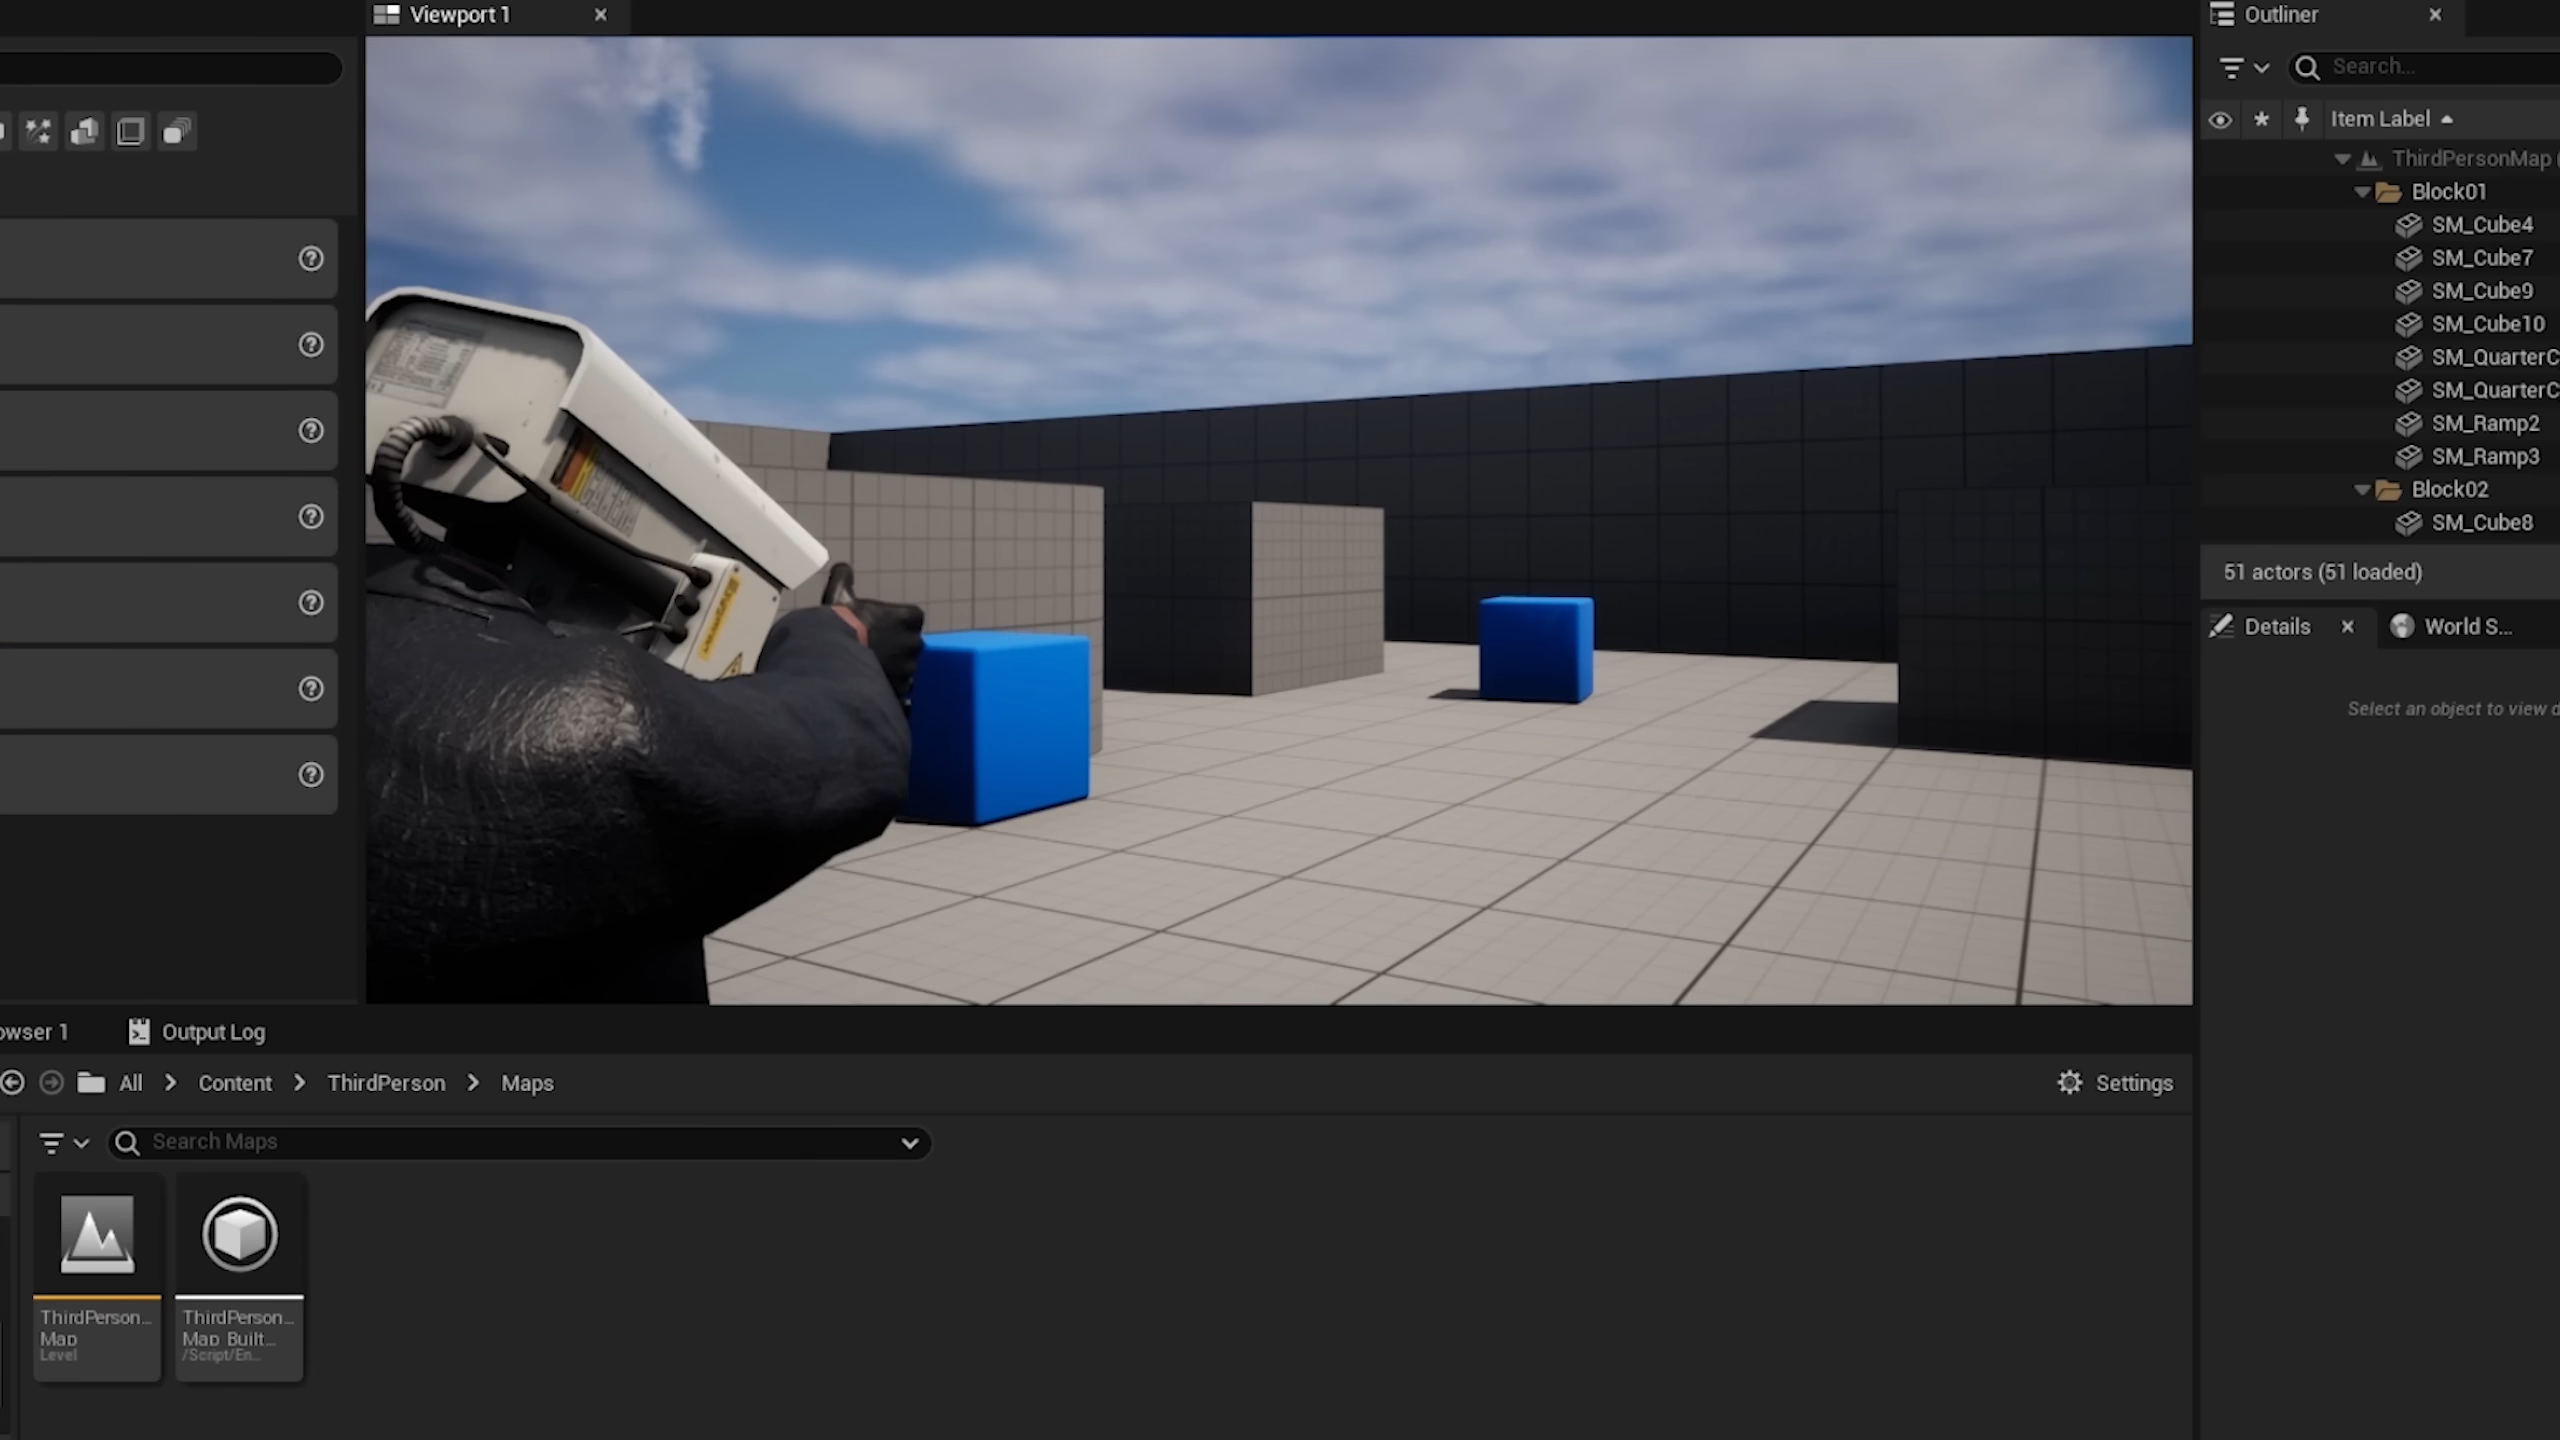 Viewport 1
Outliner
Search...
Item Label
ThirdPersonMap (
Block01
SM_Cube4
SM_Cube7
SM_Cube9
SM_Cube10
SM_QuarterC
SM_QuarterC
SM_Ramp2
SM_Ramp3
Block02
SM_Cube8
51 actors (51 loaded)
Details
World S...
Select an object to view d
owser 1
Output Log
All > Content > ThirdPerson > Maps
Settings
Search Maps
ThirdPerson...
Map
Level
ThirdPerson...
Map_Built...
/Script/En...